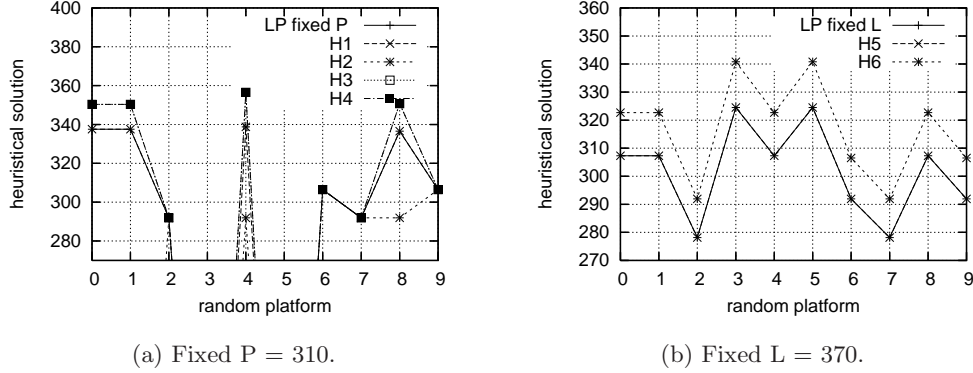 400
380
360
340
320
300
280
heuristical solution
0 1 2 3 4 5 6 7 8 9
random platform
LP fixed P
H1
H2
H3
H4
(a) Fixed P = 310.
360
350
340
330
320
310
300
290
280
270
260
heuristical solution
0 1 2 3 4 5 6 7 8 9
random platform
LP fixed L
H5
H6
(b) Fixed L = 370.